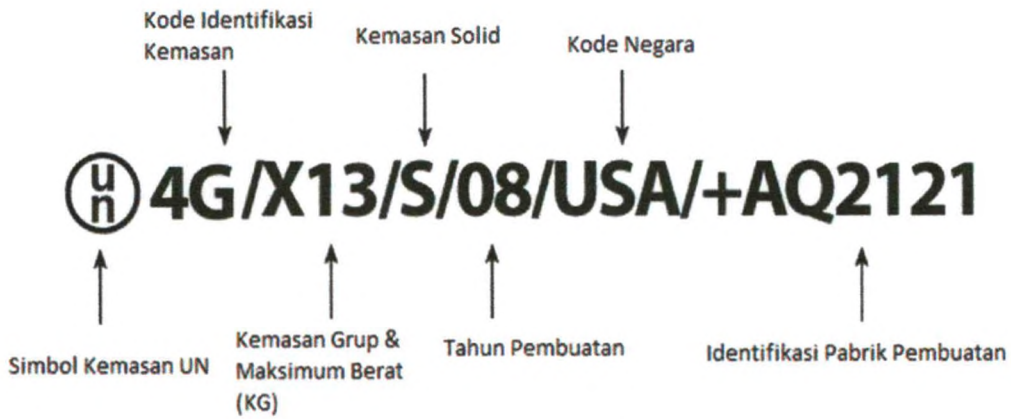 Kode Identifikasi
Kemasan
Kemasan Solid
Kode Negara
un 4G/X13/S/08/USA/+AQ2121
Simbol Kemasan UN
Kemasan Grup &
Maksimum Berat
(KG)
Tahun Pembuatan
Identifikasi Pabrik Pembuatan